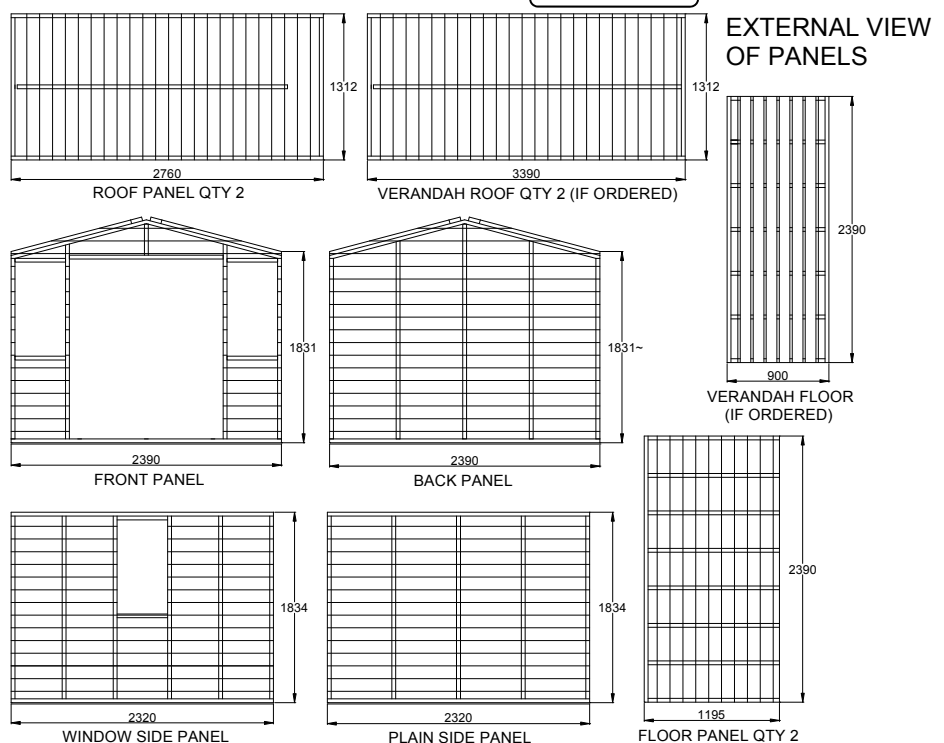 EXTERNAL VIEW
OF PANELS
1312
2760
ROOF PANEL QTY 2
1312
3390
VERANDAH ROOF QTY 2 (IF ORDERED)
2390
900
VERANDAH FLOOR
(IF ORDERED)
1831
2390
FRONT PANEL
1831~
2390
BACK PANEL
1834
2320
WINDOW SIDE PANEL
1834
2320
PLAIN SIDE PANEL
2390
1195
FLOOR PANEL QTY 2